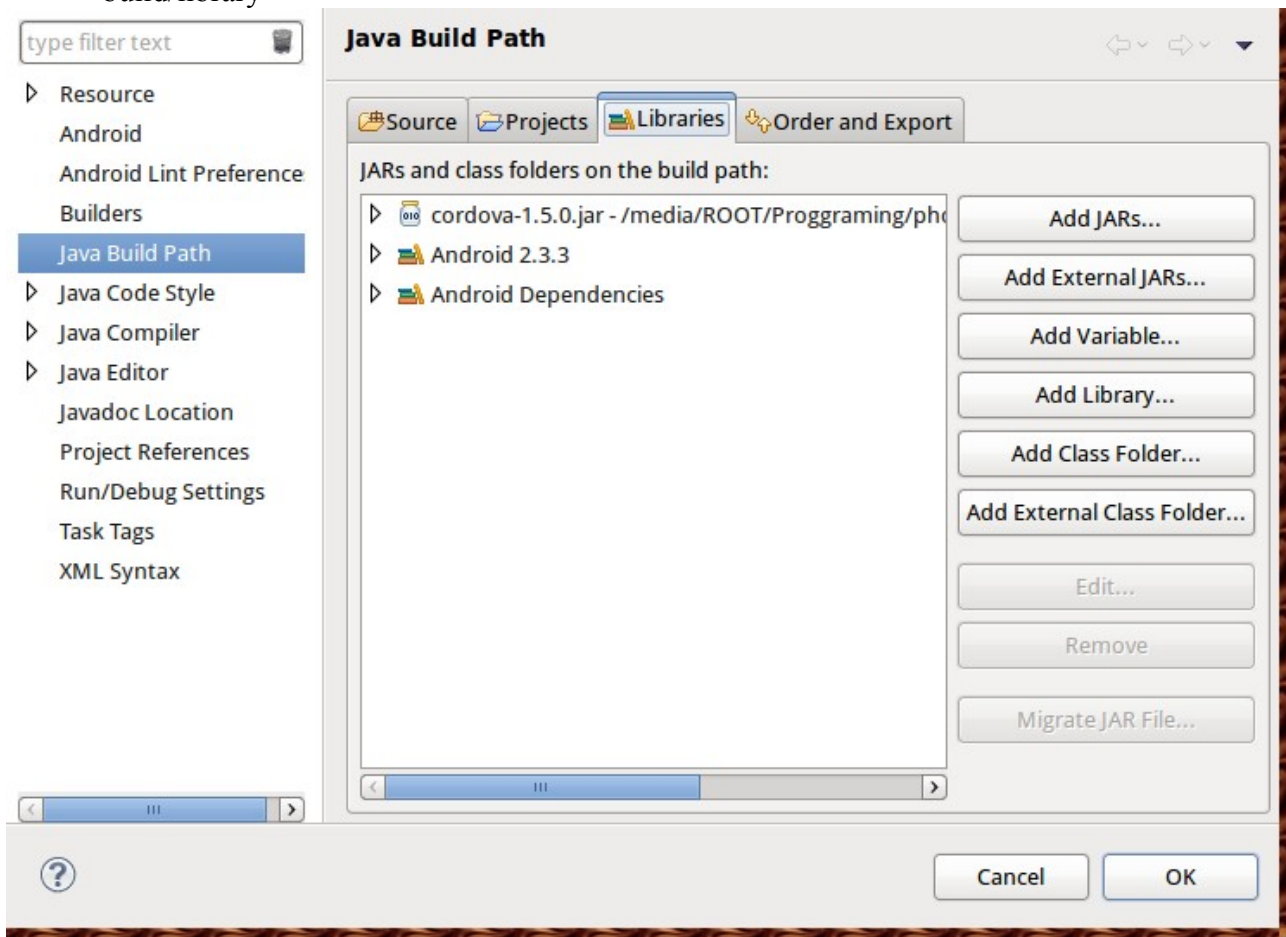 build library
type filter text
Java Build Path
Resource
Android
Android Lint Preference
Builders
Java Build Path
Java Code Style
Java Compiler
Java Editor
Javadoc Location
Project References
Run/Debug Settings
Task Tags
XML Syntax
Source
Projects
Libraries
Order and Export
JARs and class folders on the build path:
cordova-1.5.0.jar - /media/ROOT/Proggraming/pho
Android 2.3.3
Android Dependencies
Add JARs...
Add External JARs...
Add Variable...
Add Library...
Add Class Folder...
Add External Class Folder...
Edit...
Remove
Migrate JAR File...
Cancel
OK